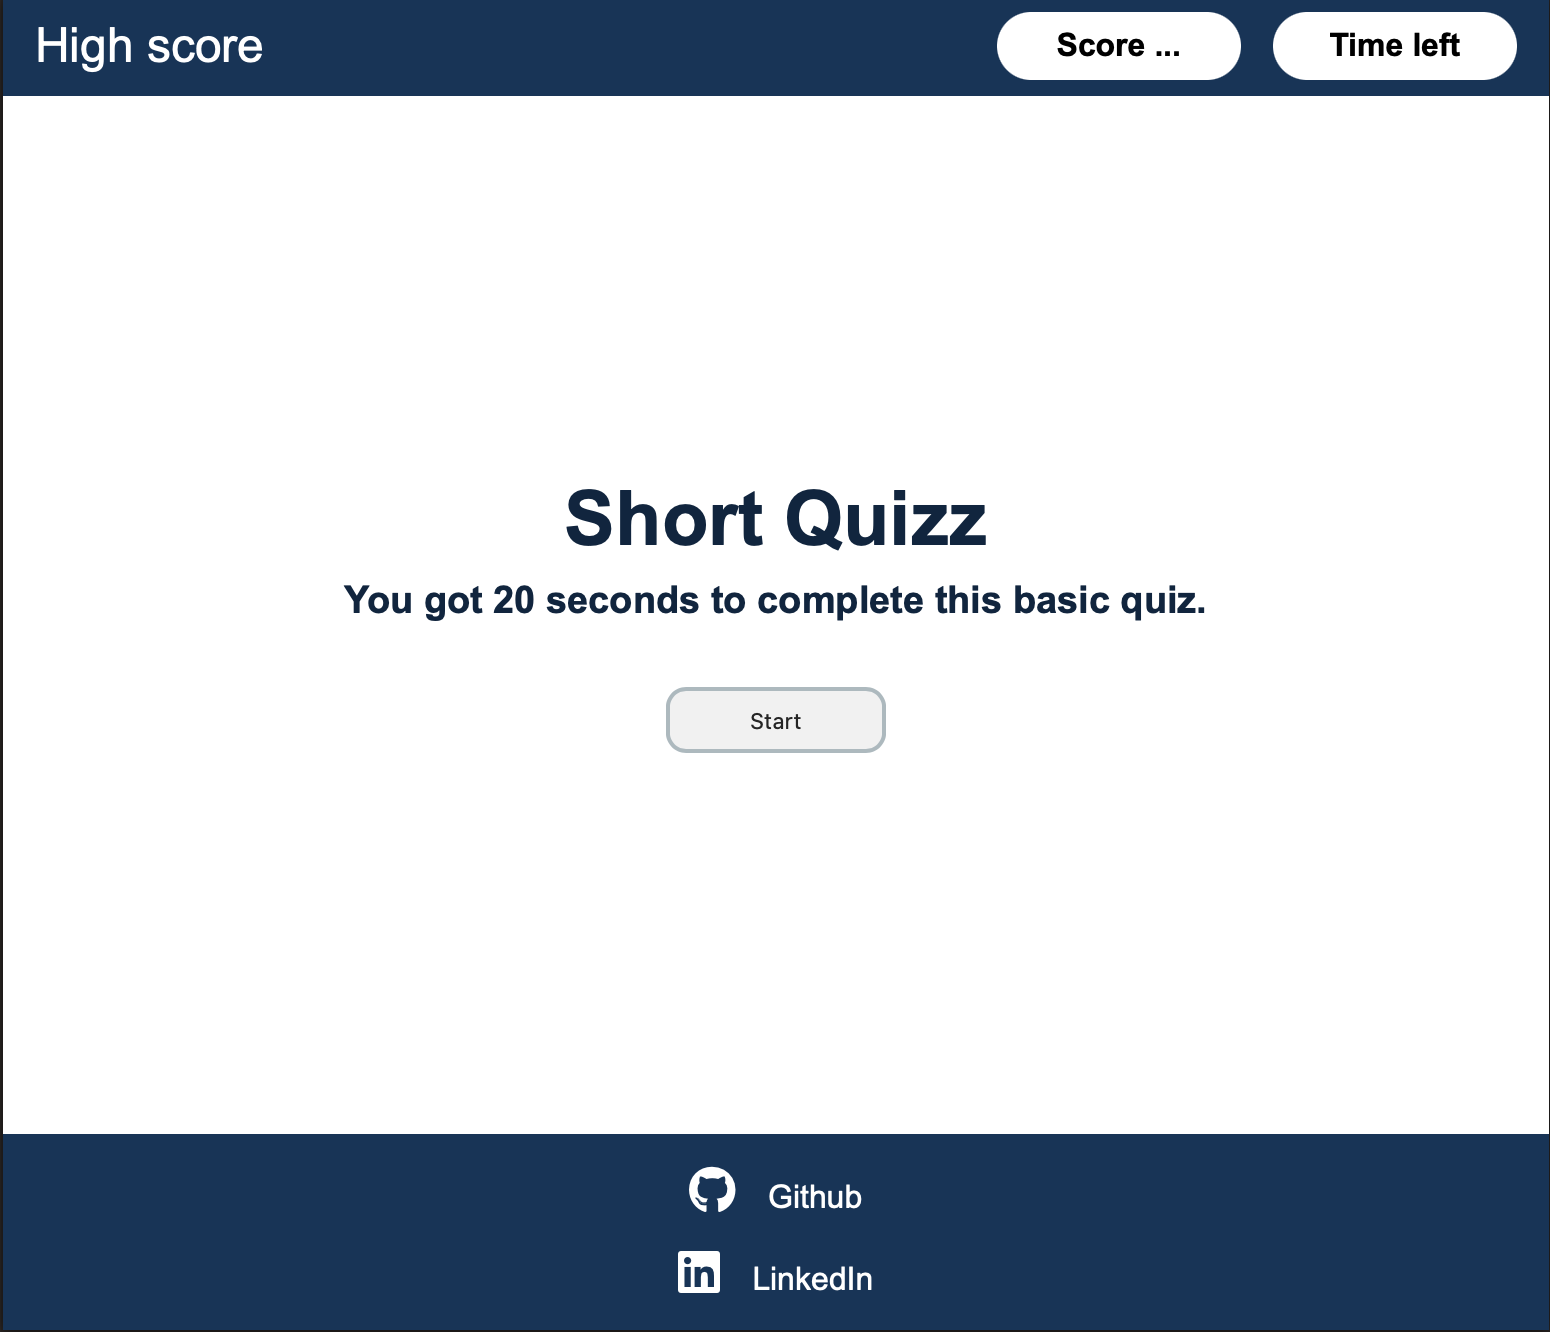 High score
Score ...
Time left
Short Quizz
You got 20 seconds to complete this basic quiz.
Start
Github
LinkedIn